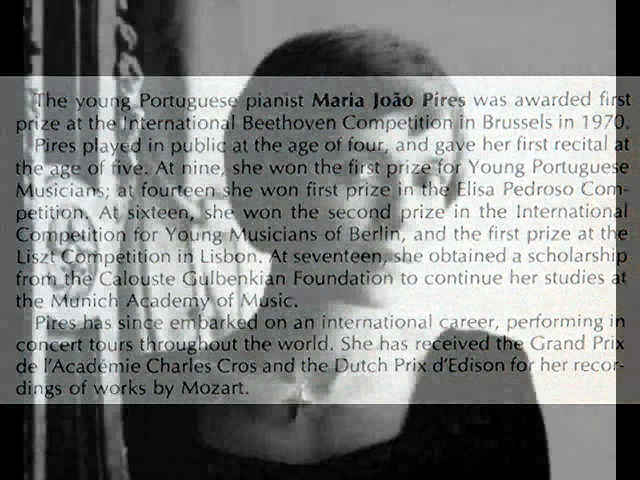 The young Portuguese pianist Maria João Pires was awarded first
prize at the International Beethoven Competition in Brussels in 1970.
Pires played in public at the age of four, and gave her first recital at
the age of five. At nine, she won the first prize for Young Portuguese
Musicians; at fourteen she won first prize in the Elisa Pedroso Com-
petition. At sixteen, she won the second prize in the International
Competition for Young Musicians of Berlin, and the first prize at the
Liszt Competition in Lisbon. At seventeen, she obtained a scholarship
from the Calouste Gulbenkian Foundation to continue her studies at
the Munich Academy of Music.
Pires has since embarked on an international career, performing in
concert tours throughout the world. She has received the Grand Prix
de l'Académie Charles Cros and the Dutch Prix d'Edison for her recor-
dings of works by Mozart.